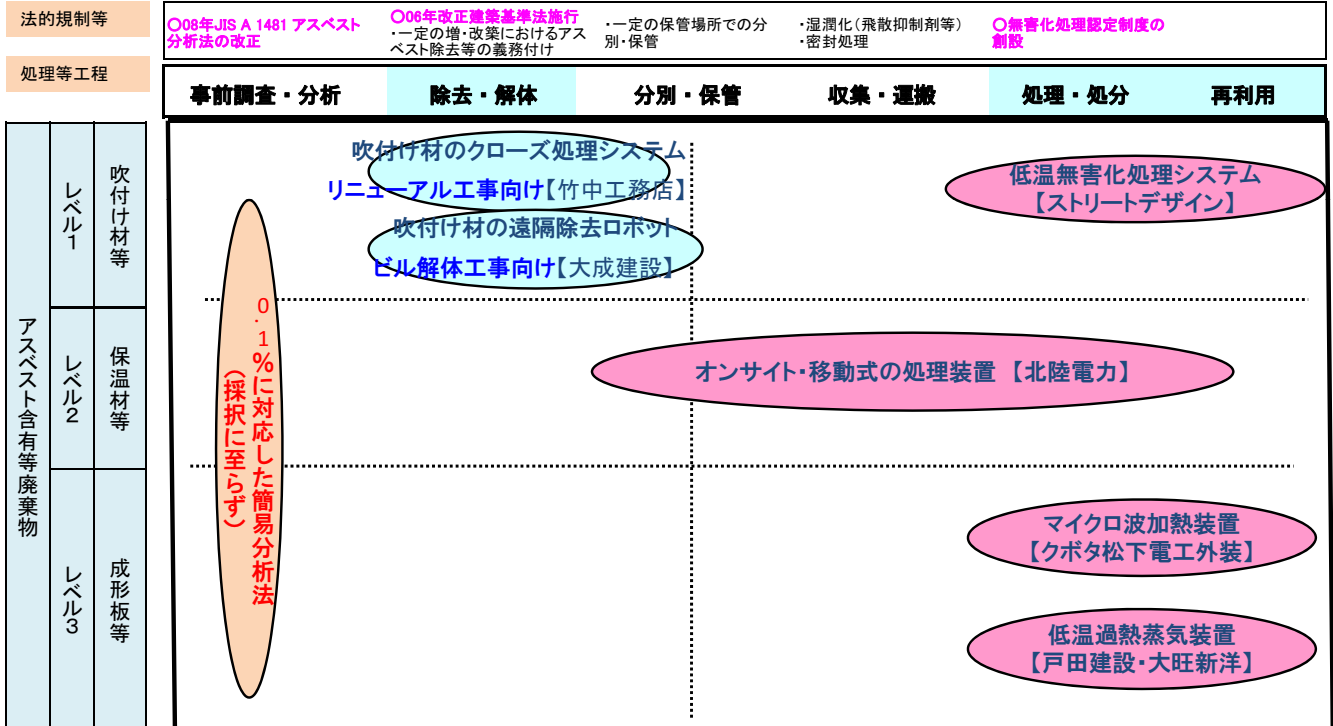 法的規制等
〇08年JIS A 1481 アスベスト
分析法の改正
〇06年改正建築基準法施行
・一定の増・改築におけるアス
ベスト除去等の義務付け
・一定の保管場所での分
別・保管
・湿潤化(飛散抑制剤等)
・密封処理
〇無害化処理認定制度の
創設
処理等工程
事前調査・分析
除去・解体
分別・保管
収集・運搬
処理・処分
再利用
アスベスト含有等廃棄物
レベル1
吹付け材等
レベル2
保温材等
レベル3
成形板等
吹付け材のクローズ処理システム
リニューアル工事向け【竹中工務店】
吹付け材の遠隔除去ロボット
ビル解体工事向け【大成建設】
低温無害化処理システム
【ストリートデザイン】
0.1%に対応した簡易分析法
(採択に至らず)
オンサイト・移動式の処理装置 【北陸電力】
マイクロ波加熱装置
【クボタ松下電工外装】
低温過熱蒸気装置
【戸田建設・大旺新洋】